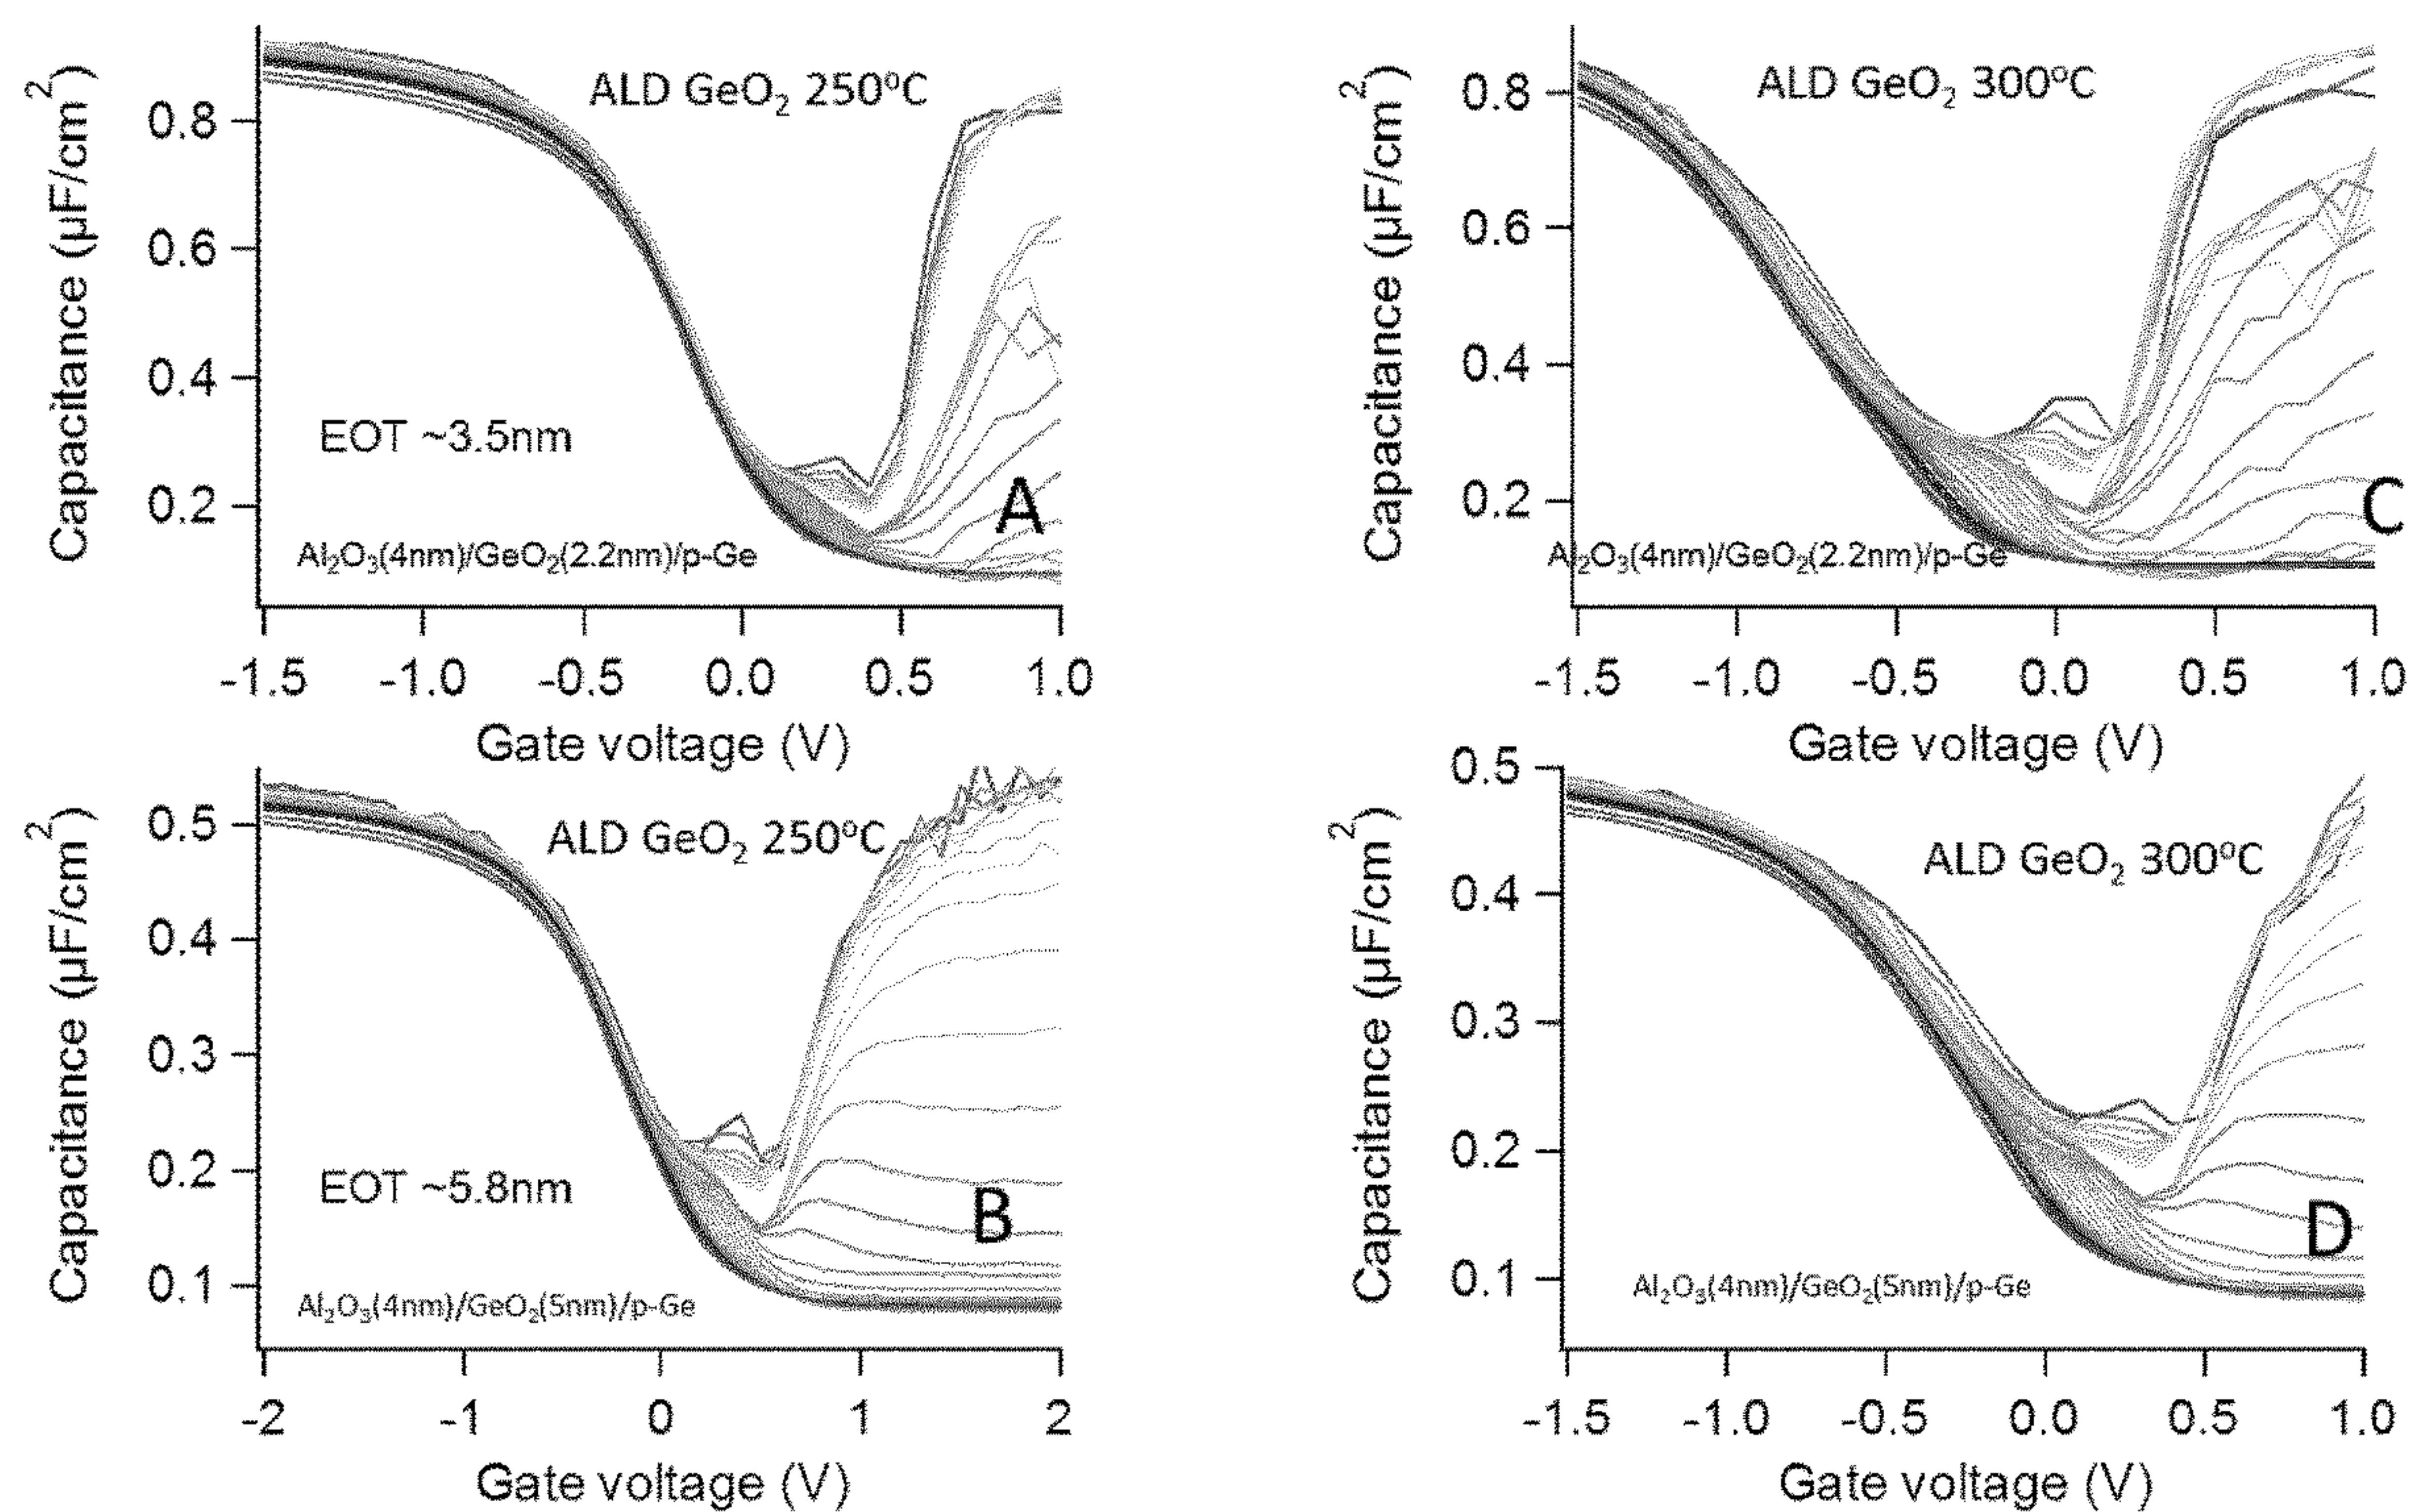 Capacitance (µF/cm²)
0.8
0.6
0.4
0.2
ALD GeO₂ 250ºC
EOT ~3.5nm
Al₂O₃(4nm)/GeO₂(2.2nm)/p-Ge
A
-1.5 -1.0 -0.5 0.0 0.5 1.0
Gate voltage (V)
Capacitance (µF/cm²)
0.5
0.4
0.3
0.2
0.1
ALD GeO₂ 250ºC
EOT ~5.8nm
B
Al₂O₃(4nm)/GeO₂(5nm)/p-Ge
-2 -1 0 1 2
Gate voltage (V)
Capacitance (µF/cm²)
0.8
0.6
0.4
0.2
ALD GeO₂ 300ºC
C
Al₂O₃(4nm)/GeO₂(2.2nm)/p-Ge
-1.5 -1.0 -0.5 0.0 0.5 1.0
Gate voltage (V)
Capacitance (µF/cm²)
0.5
0.4
0.3
0.2
0.1
ALD GeO₂ 300ºC
D
Al₂O₃(4nm)/GeO₂(5nm)/p-Ge
-1.5 -1.0 -0.5 0.0 0.5 1.0
Gate voltage (V)